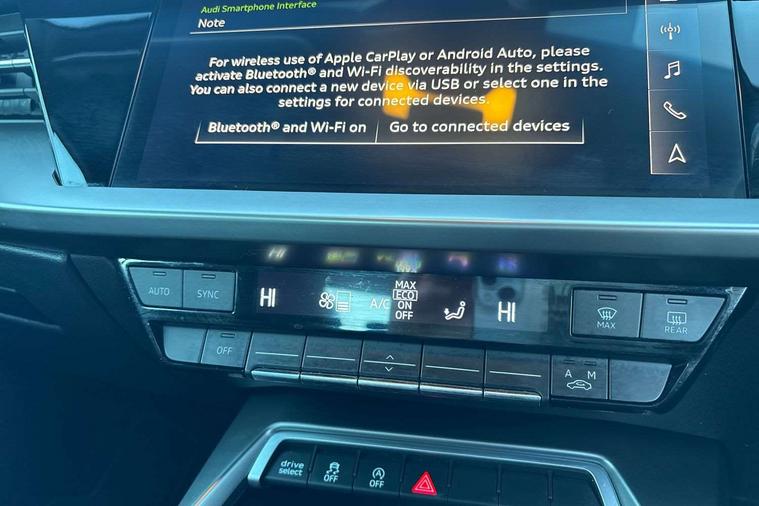 Audi Smartphone Interface
Note
For wireless use of Apple CarPlay or Android Auto, please
activate Bluetooth® and Wi-Fi discoverability in the settings.
You can also connect a new device via USB or select one in the
settings for connected devices.
Bluetooth® and Wi-Fi on
Go to connected devices
AUTO
SYNC
HI
A/C
MAX
ECO
ON
OFF
HI
MAX
REAR
OFF
A M
drive
select
OFF
OFF